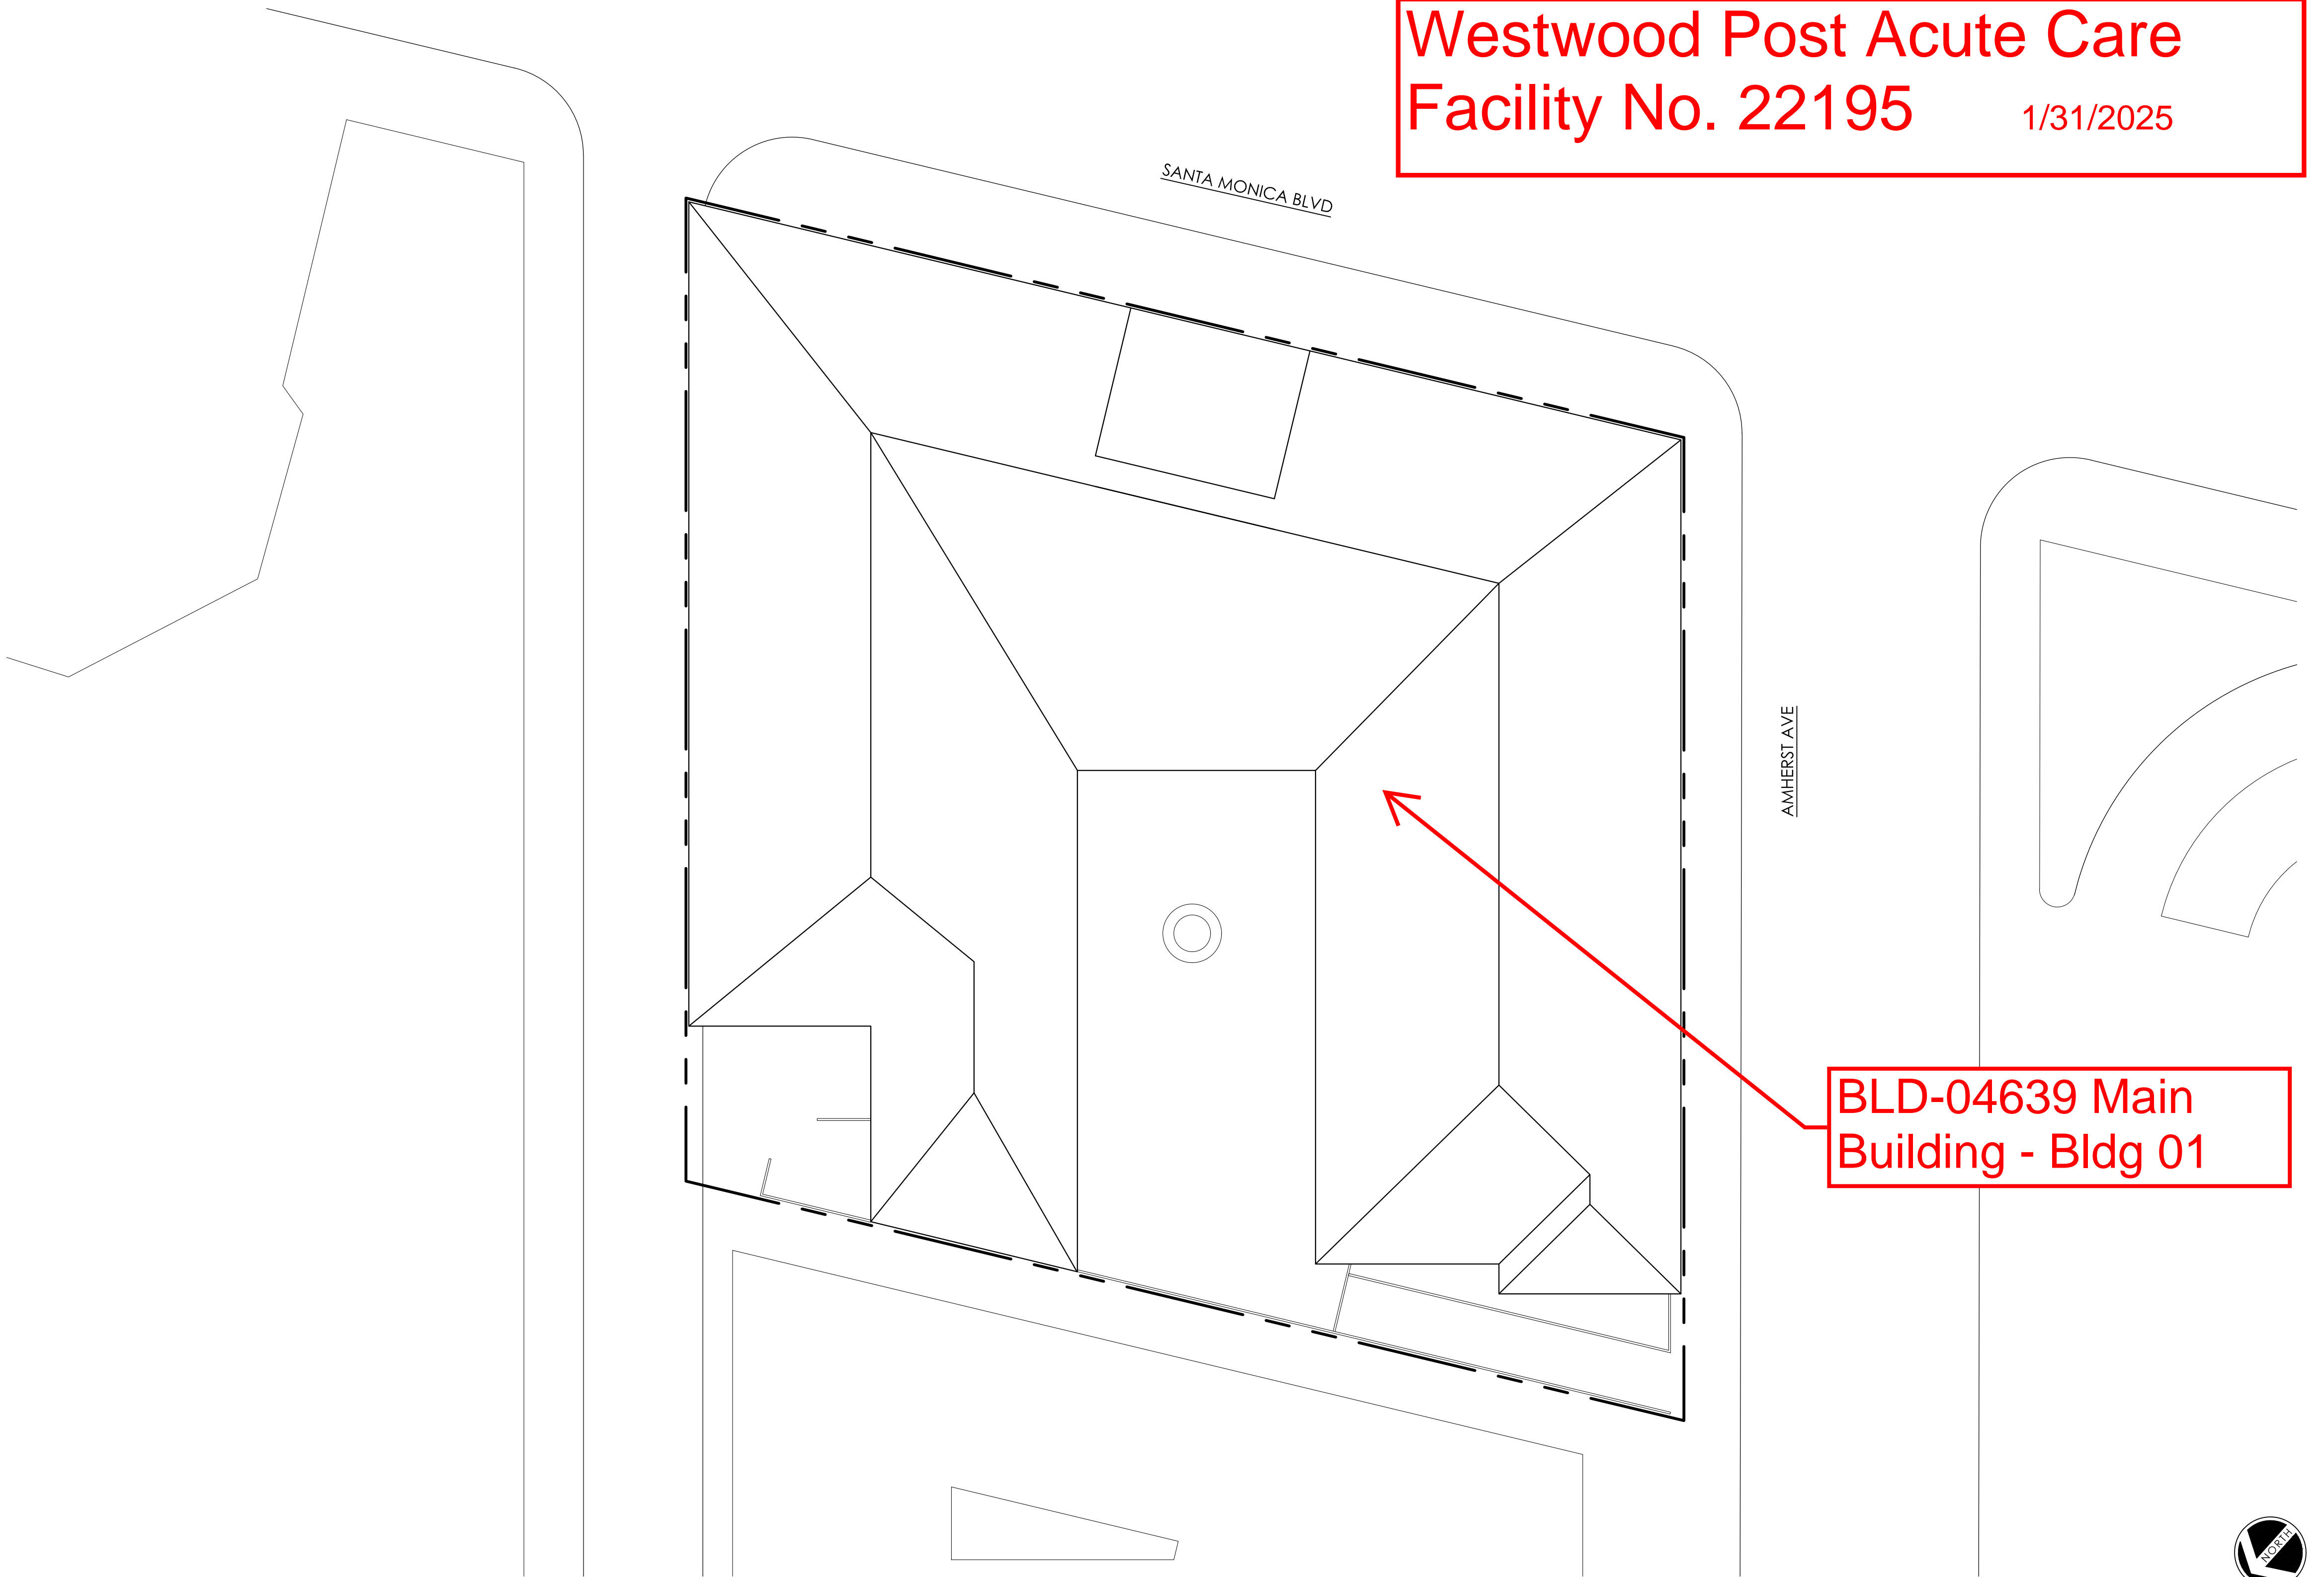 Westwood Post Acute Care
Facility No. 22195 1/31/2025
SANTA MONICA BLVD
AMHERST AVE
BLD-04639 Main
Building - Bldg 01
NORTH